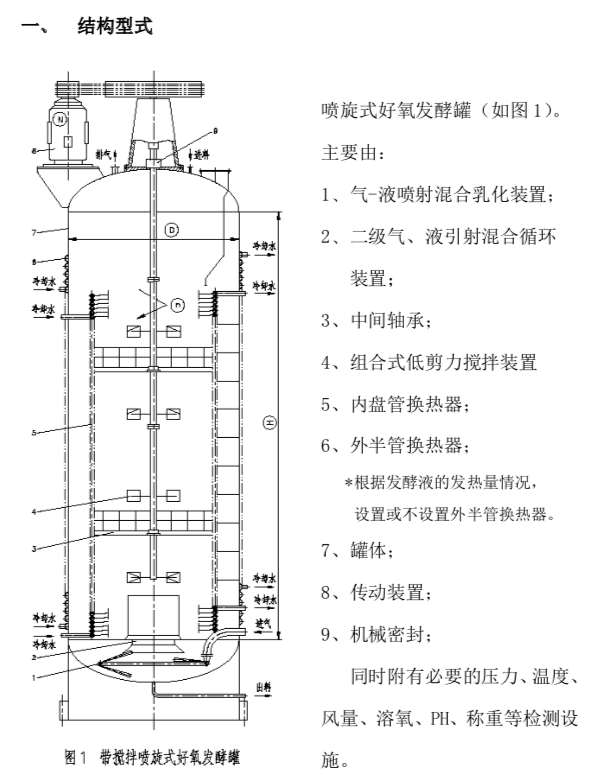 一、 结构型式
喷旋式好氧发酵罐（如图1）。
主要由：
1、气-液喷射混合乳化装置；
2、二级气、液引射混合循环
装置；
3、中间轴承；
4、组合式低剪力搅拌装置
5、内盘管换热器；
6、外半管换热器；
*根据发酵液的发热量情况，
设置或不设置外半管换热器。
7、罐体；
8、传动装置；
9、机械密封；
同时附有必要的压力、温度、
风量、溶氧、PH、称重等检测设
施。
N
8
排气
进料
9
7
D
冷却水
6
冷却水
冷却水
冷却水
H
5
4
3
冷却水
冷却水
冷却水
进气
冷却水
2
1
出料
图1 带搅拌喷旋式好氧发酵罐